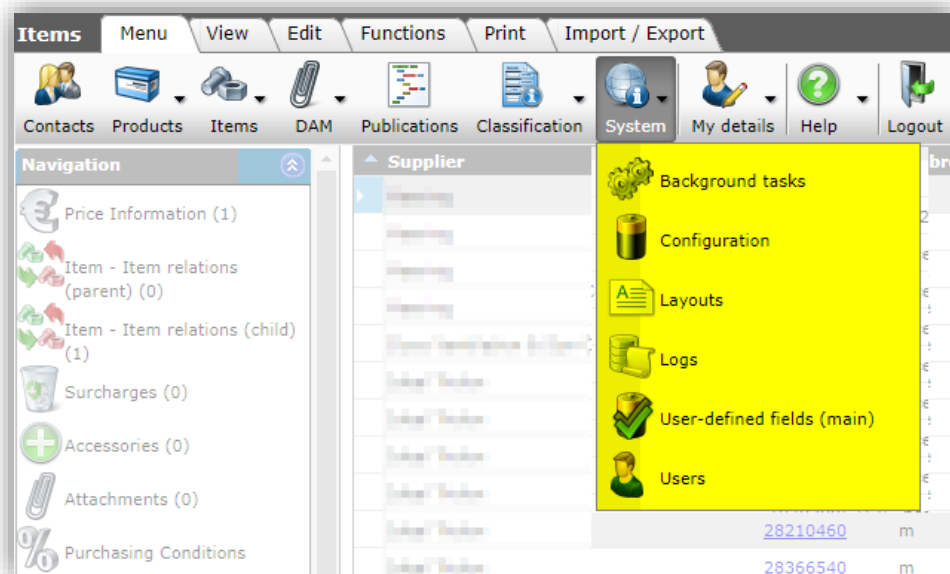 Items Menu View Edit Functions Print Import / Export
Contacts Products Items DAM Publications Classification System My details Help Logout
Navigation
Supplier
Price Information (1)
Item - Item relations
(parent) (0)
Item - Item relations (child)
(1)
Surcharges (0)
Accessories (0)
Attachments (0)
Purchasing Conditions
Background tasks
Configuration
Layouts
Logs
User-defined fields (main)
Users
28210460 m
28366540 m